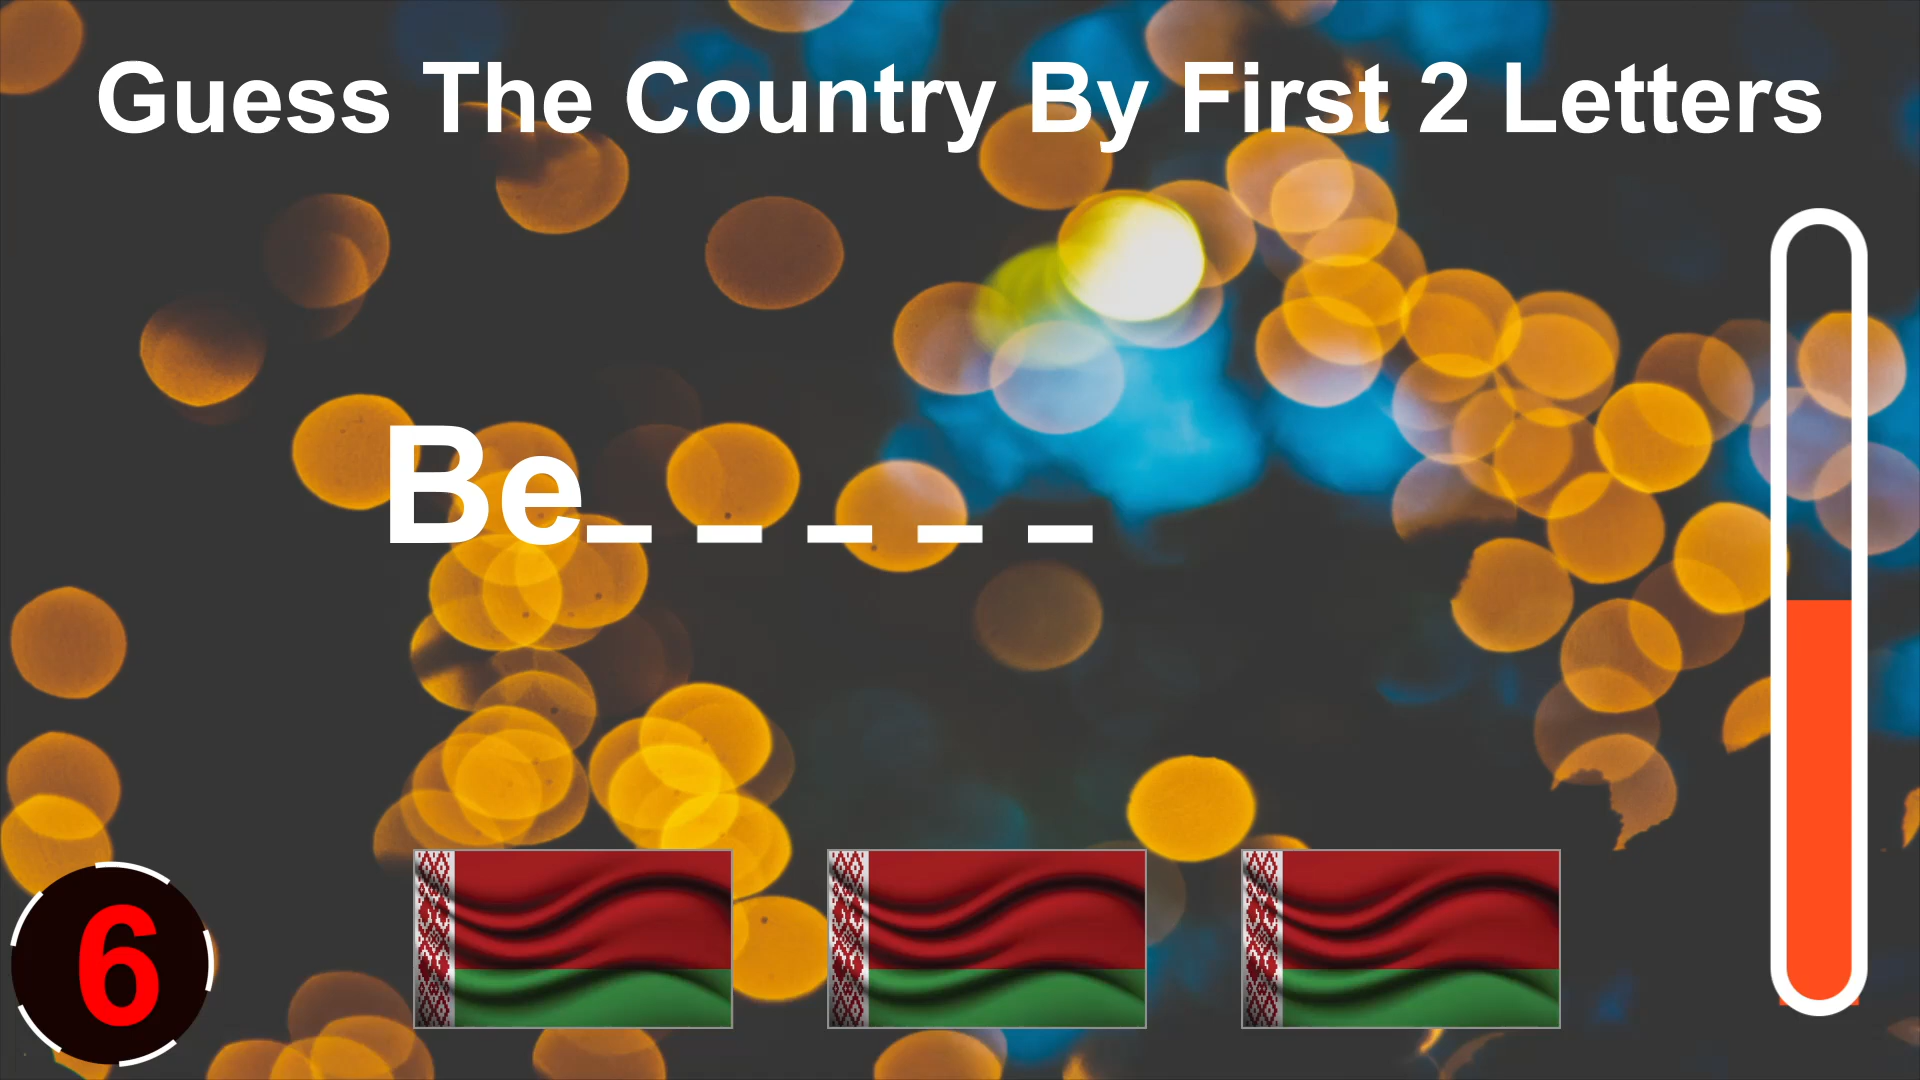 Guess The Country By First 2 Letters
Be_ _ _ _ _
6